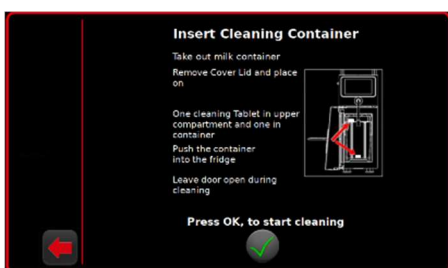 Insert Cleaning Container
Take out milk container
Remove Cover Lid and place
on
One cleaning Tablet in upper
compartment and one in
container
Push the container
into the fridge
Leave door open during
cleaning
Press OK, to start cleaning